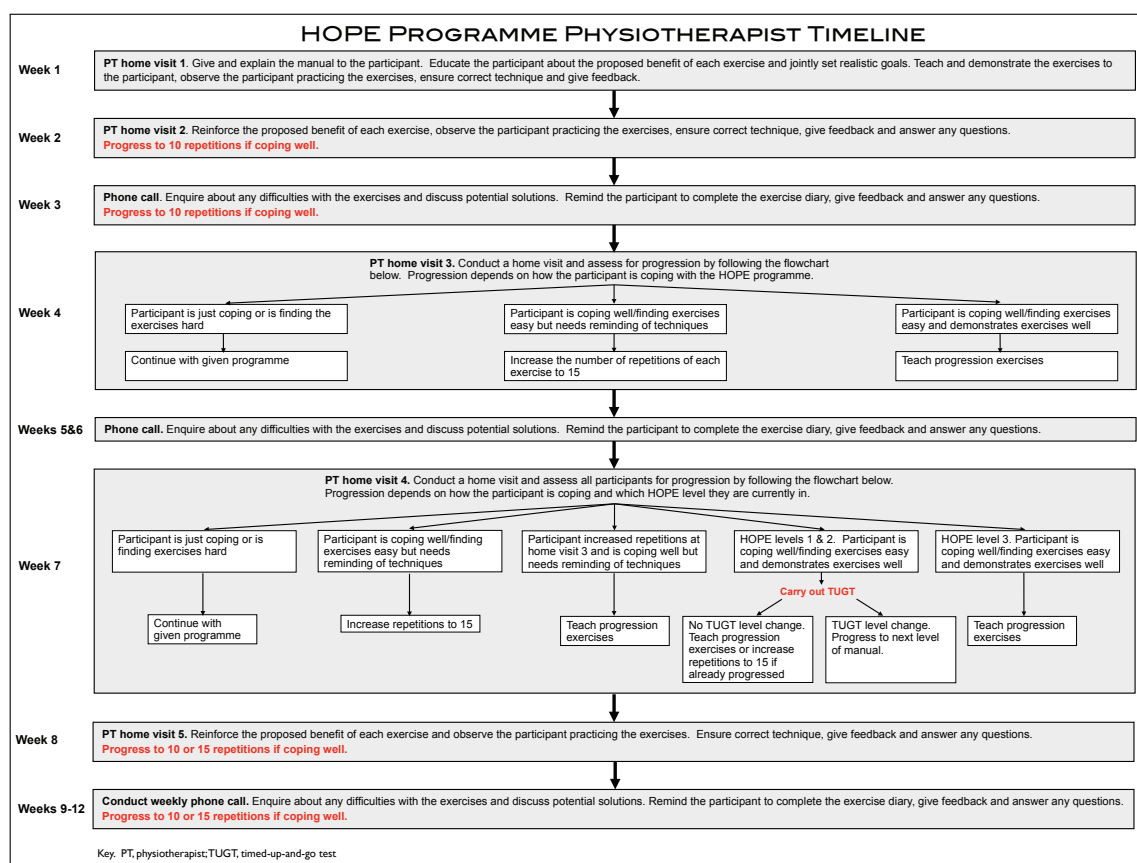 HOPE Programme Physiotherapist Timeline
Week 1
PT home visit 1. Give and explain the manual to the participant. Educate the participant about the proposed benefit of each exercise and jointly set realistic goals. Teach and demonstrate the exercises to
the participant, observe the participant practicing the exercises, ensure correct technique and give feedback.
Week 2
PT home visit 2. Reinforce the proposed benefit of each exercise, observe the participant practicing the exercises, ensure correct technique, give feedback and answer any questions.
Progress to 10 repetitions if coping well.
Week 3
Phone call. Enquire about any difficulties with the exercises and discuss potential solutions. Remind the participant to complete the exercise diary, give feedback and answer any questions.
Progress to 10 repetitions if coping well.
Week 4
PT home visit 3. Conduct a home visit and assess for progression by following the flowchart
below. Progression depends on how the participant is coping with the HOPE programme.
Participant is just coping or is finding the
exercises hard
Participant is coping well/finding exercises
easy but needs reminding of techniques
Participant is coping well/finding exercises
easy and demonstrates exercises well
Continue with given programme
Increase the number of repetitions of each
exercise to 15
Teach progression exercises
Weeks 5&6
Phone call. Enquire about any difficulties with the exercises and discuss potential solutions. Remind the participant to complete the exercise diary, give feedback and answer any questions.
Week 7
PT home visit 4. Conduct a home visit and assess all participants for progression by following the flowchart below.
Progression depends on how the participant is coping and which HOPE level they are currently in.
Participant is just coping or is
finding exercises hard
Participant is coping well/finding
exercises easy but needs
reminding of techniques
Participant increased repetitions at
home visit 3 and is coping well but
needs reminding of techniques
HOPE levels 1 & 2. Participant is
coping well/finding exercises easy
and demonstrates exercises well
HOPE level 3. Participant is
coping well/finding exercises easy
and demonstrates exercises well
Carry out TUGT
Continue with
given programme
Increase repetitions to 15
Teach progression
exercises
No TUGT level change.
Teach progression
exercises or increase
repetitions to 15 if
already progressed
TUGT level change.
Progress to next level
of manual.
Teach progression
exercises
Week 8
PT home visit 5. Reinforce the proposed benefit of each exercise and observe the participant practicing the exercises. Ensure correct technique, give feedback and answer any questions.
Progress to 10 or 15 repetitions if coping well.
Weeks 9-12
Conduct weekly phone call. Enquire about any difficulties with the exercises and discuss potential solutions. Remind the participant to complete the exercise diary, give feedback and answer any questions.
Progress to 10 or 15 repetitions if coping well.
Key. PT, physiotherapist; TUGT, timed-up-and-go test